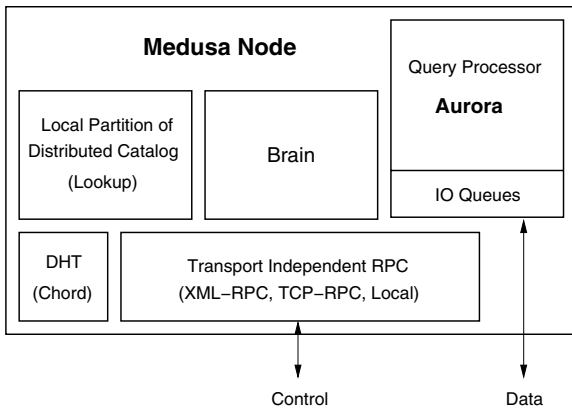 Medusa Node
Query Processor
Aurora
IO Queues
Local Partition of
Distributed Catalog
(Lookup)
Brain
DHT
(Chord)
Transport Independent RPC
(XML−RPC, TCP−RPC, Local)
Control
Data